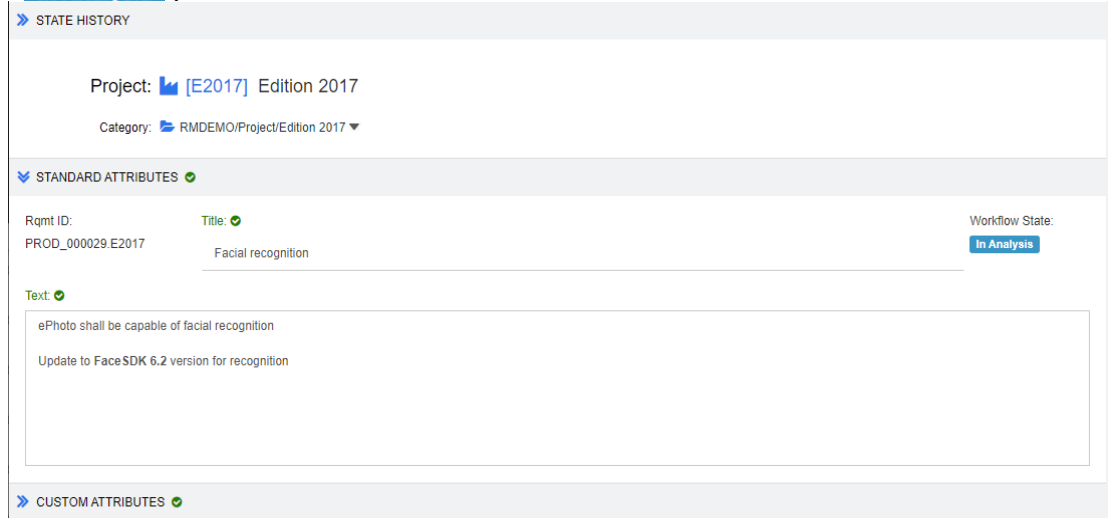 STATE HISTORY
Project: [E2017] Edition 2017
Category: RMDEMO/Project/Edition 2017
STANDARD ATTRIBUTES
Rqmt ID: Title: Workflow State:
PROD_000029.E2017 Facial recognition In Analysis
Text:
ePhoto shall be capable of facial recognition
Update to FaceSDK 6.2 version for recognition
CUSTOM ATTRIBUTES